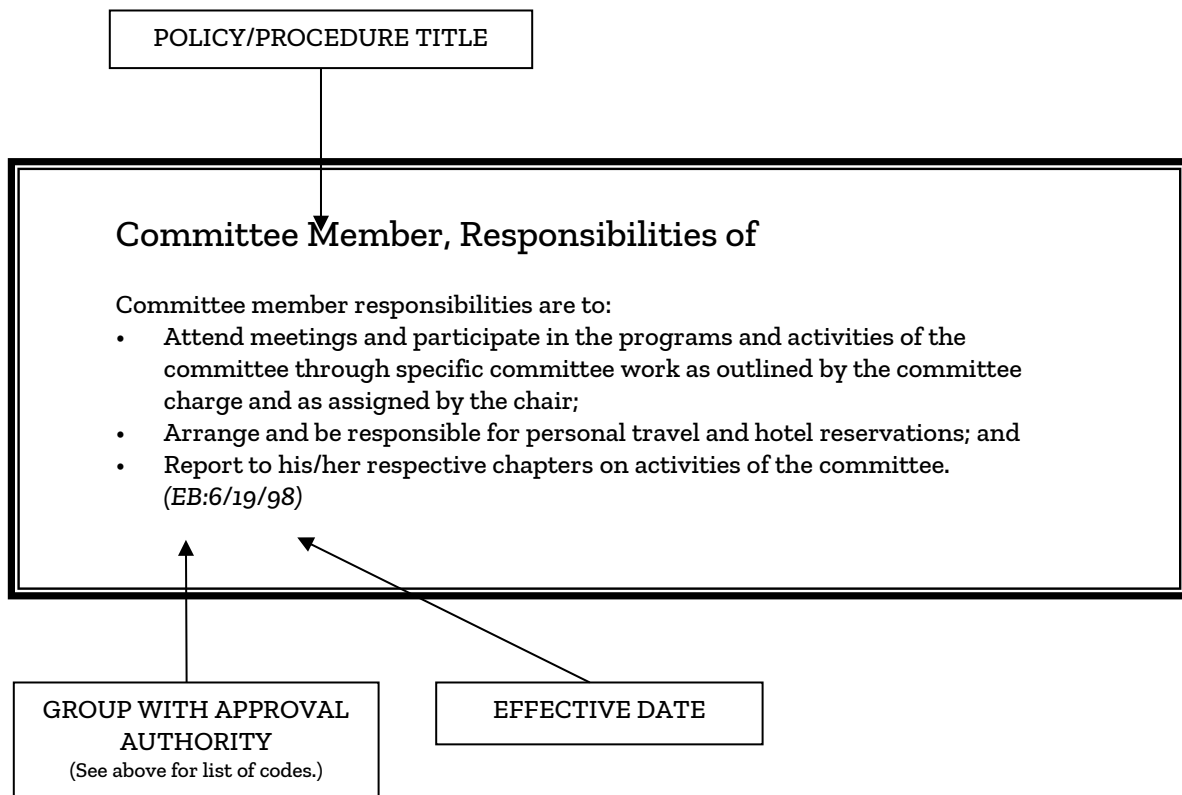 POLICY/PROCEDURE TITLE
Committee Member, Responsibilities of
Committee member responsibilities are to:
• Attend meetings and participate in the programs and activities of the
committee through specific committee work as outlined by the committee
charge and as assigned by the chair;
• Arrange and be responsible for personal travel and hotel reservations; and
• Report to his/her respective chapters on activities of the committee.
(EB:6/19/98)
GROUP WITH APPROVAL
AUTHORITY
(See above for list of codes.)
EFFECTIVE DATE